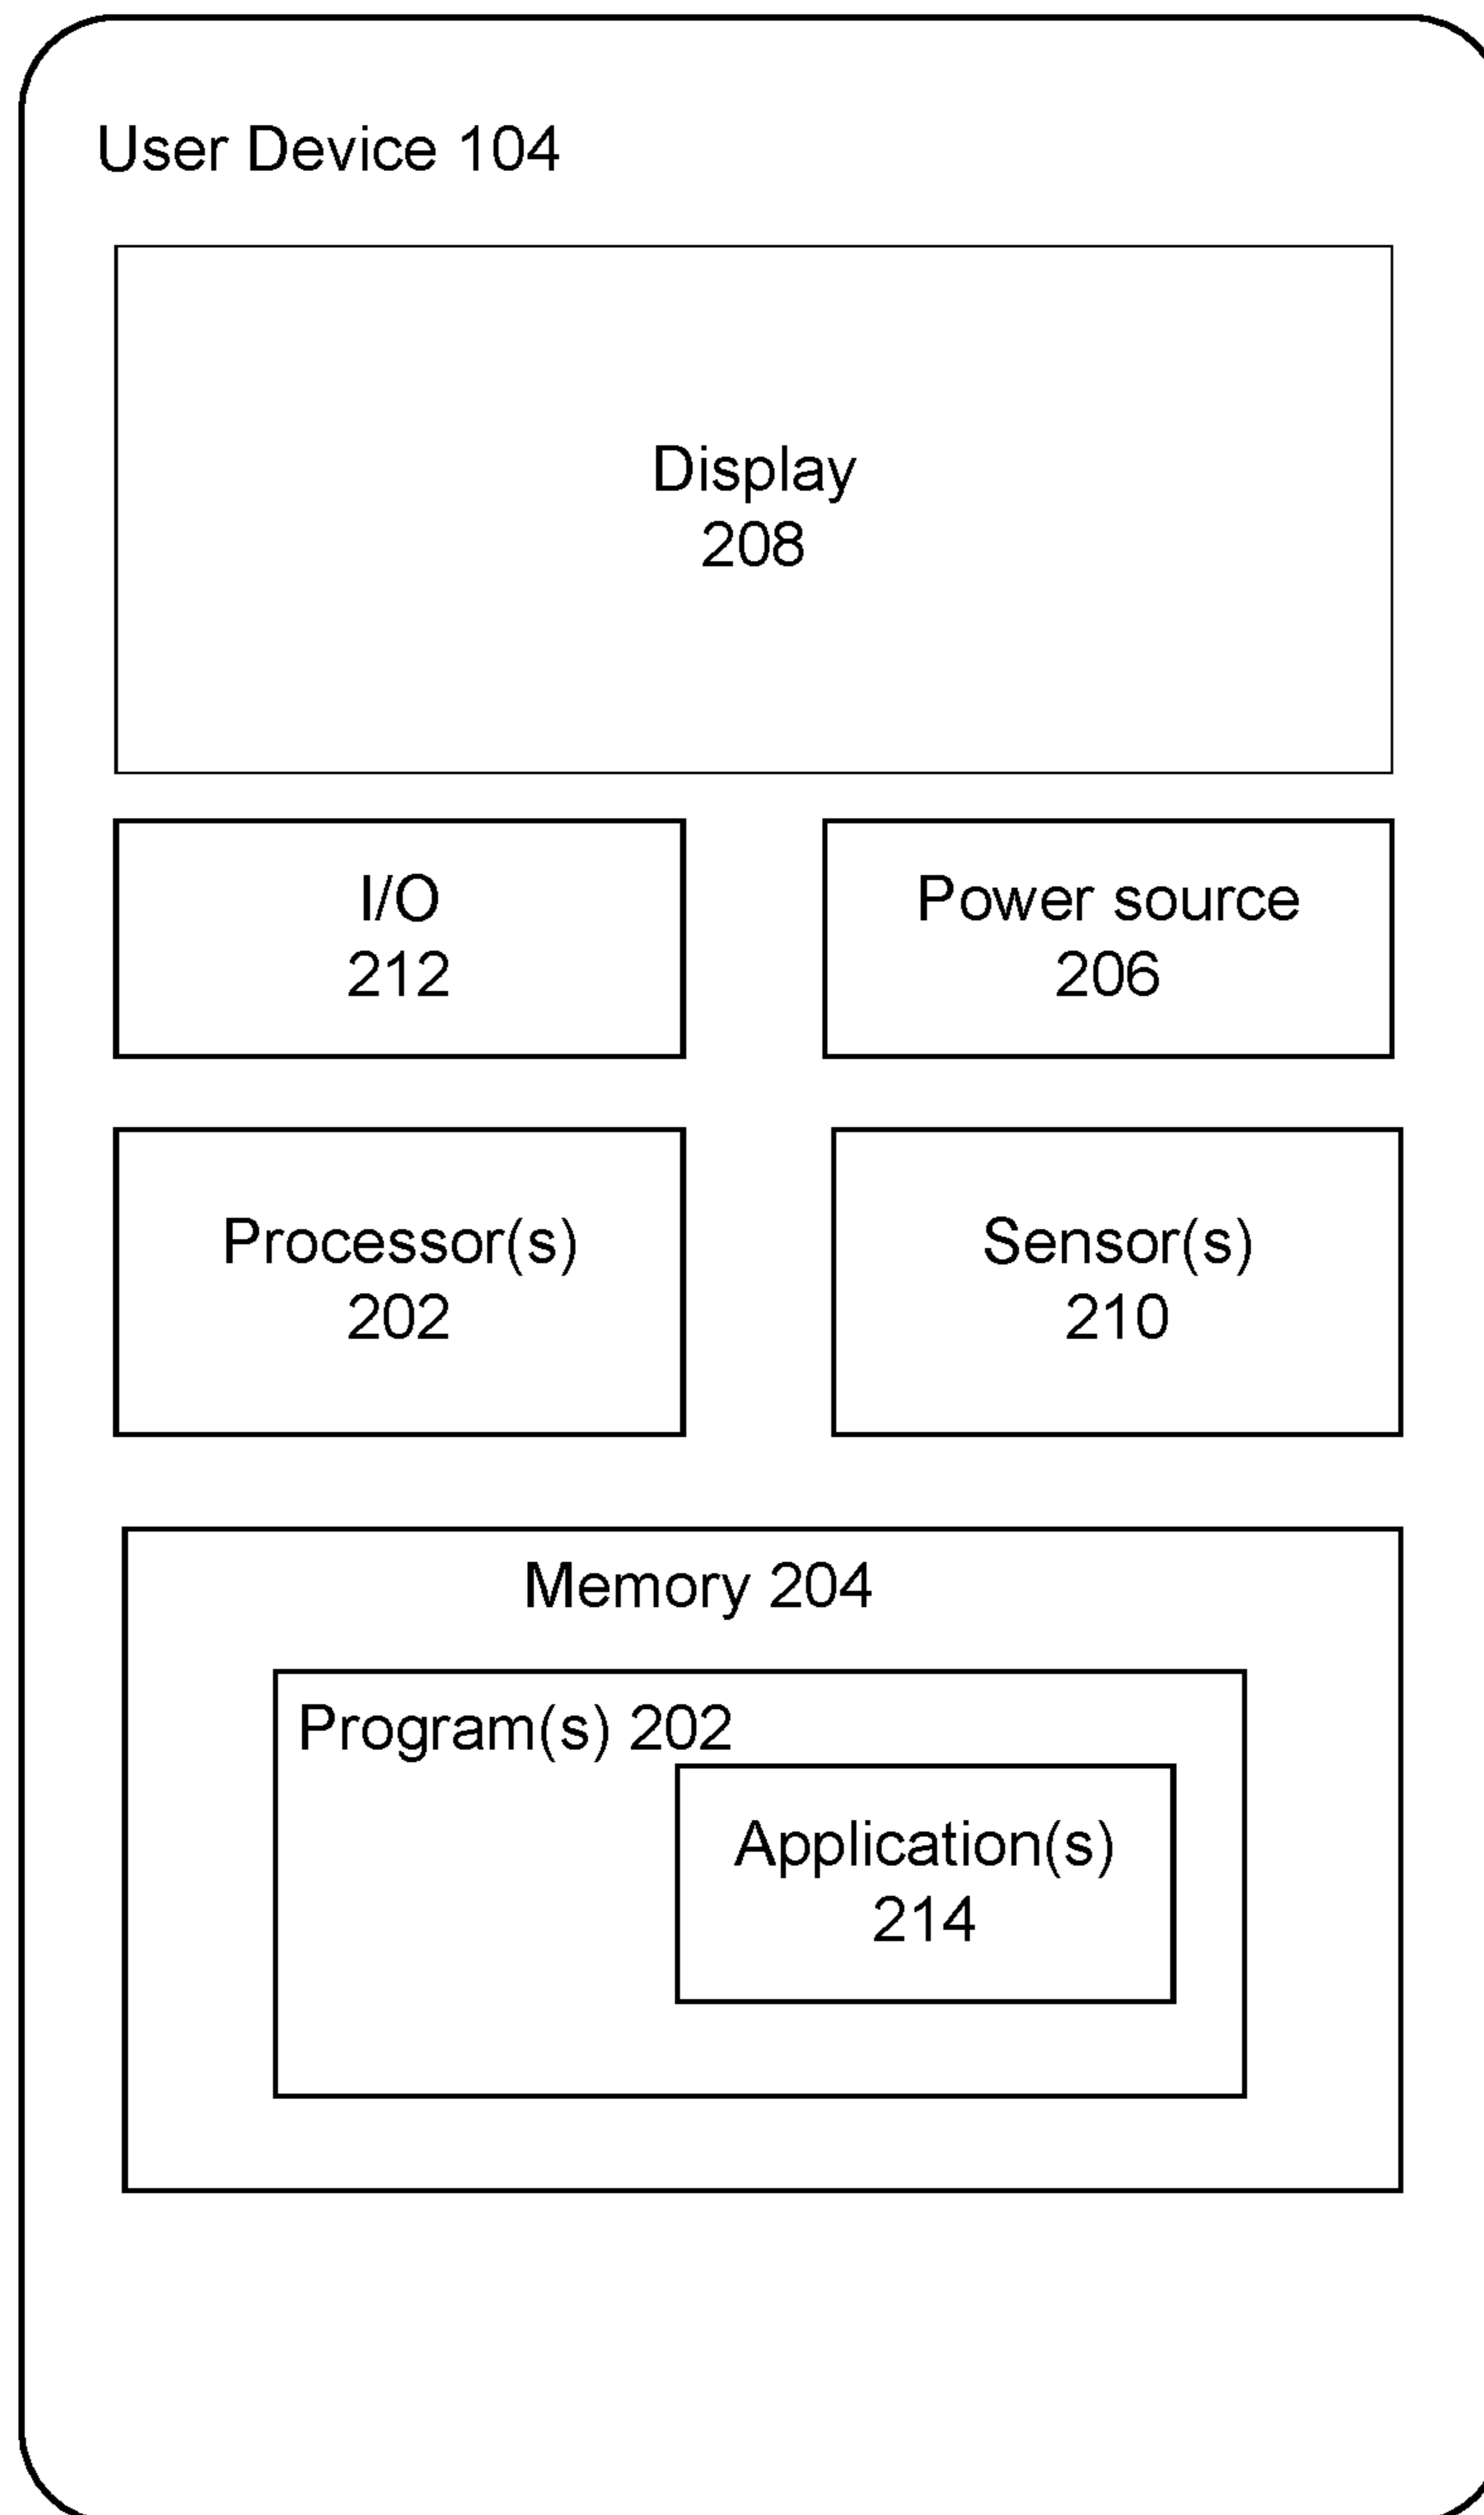 User Device 104
Display
208
I/O
212
Power source
206
Processor(s)
202
Sensor(s)
210
Memory 204
Program(s) 202
Application(s)
214